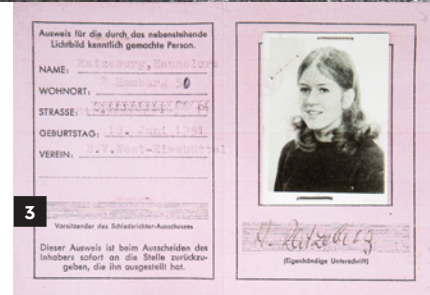 Ausweis für die durch das nebenstehende
Lichtbild kenntlich gemachte Person.
NAME: Ratzeburg, Hannelore
WOHNORT: 2 Hamburg 50
STRASSE:
GEBURTSTAG: Juni
VEREIN: S.V.West-Eimsbüttel
3
Vorsitzender des Schiedsrichter-Ausschusses
Dieser Ausweis ist beim Ausscheiden des
Inhabers sofort an die Stelle zurückzu-
geben, die ihn ausgestellt hat.
H. Ratzeburg
(Eigenhändige Unterschrift)